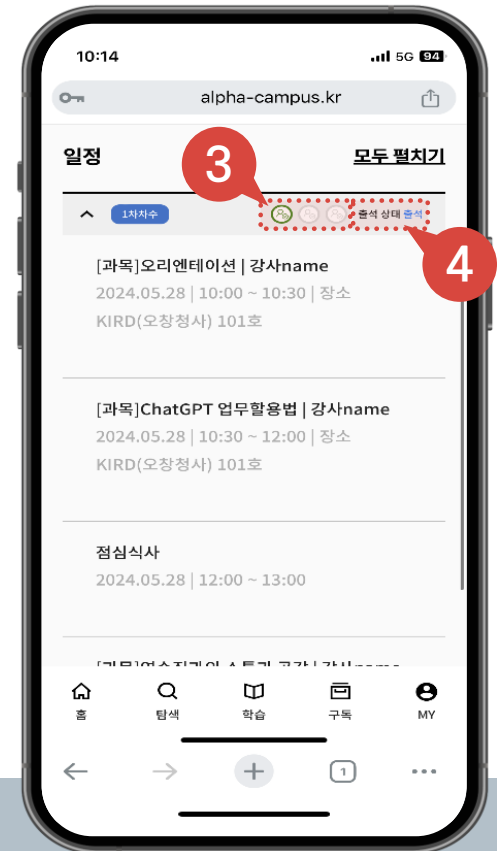 10:14 5G 94
alpha-campus.kr
일정 3 모두 펼치기
1차차수 출석 상태 출석
4
[과목]오리엔테이션 | 강사name
2024.05.28 | 10:00 ~ 10:30 | 장소
KIRD(오창청사) 101호
[과목]ChatGPT 업무할용법 | 강사name
2024.05.28 | 10:30 ~ 12:00 | 장소
KIRD(오창청사) 101호
점심식사
2024.05.28 | 12:00 ~ 13:00
홈 탐색 학습 구독 MY
1